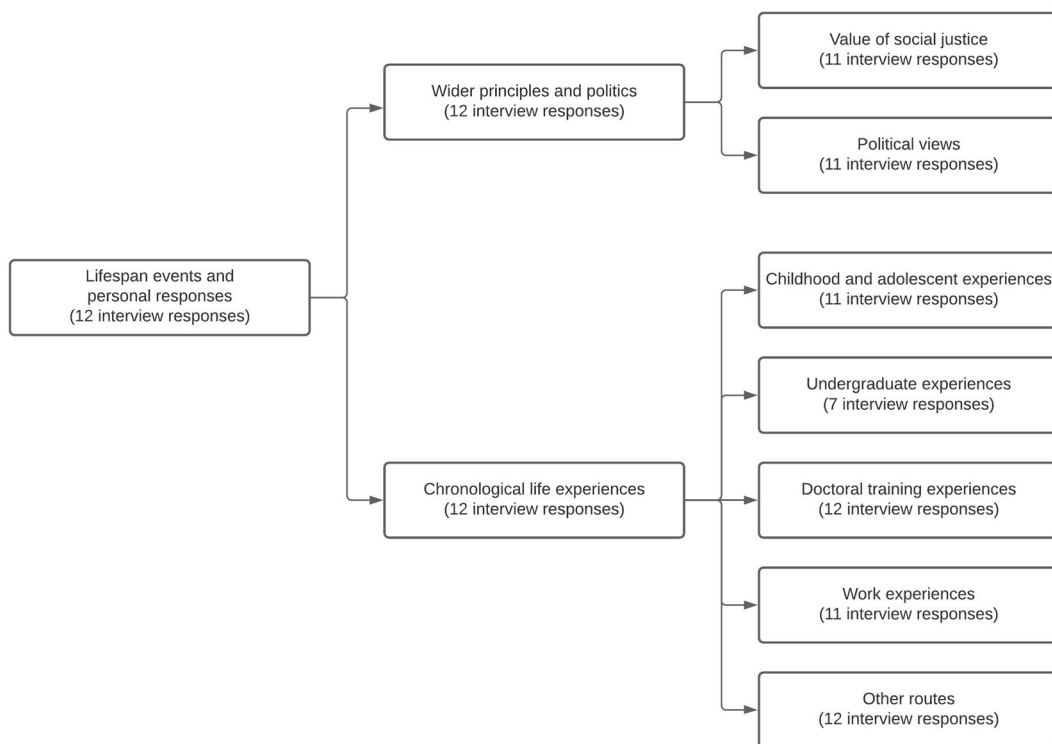 Lifespan events and
personal responses
(12 interview responses)
Wider principles and politics
(12 interview responses)
Value of social justice
(11 interview responses)
Political views
(11 interview responses)
Chronological life experiences
(12 interview responses)
Childhood and adolescent experiences
(11 interview responses)
Undergraduate experiences
(7 interview responses)
Doctoral training experiences
(12 interview responses)
Work experiences
(11 interview responses)
Other routes
(12 interview responses)